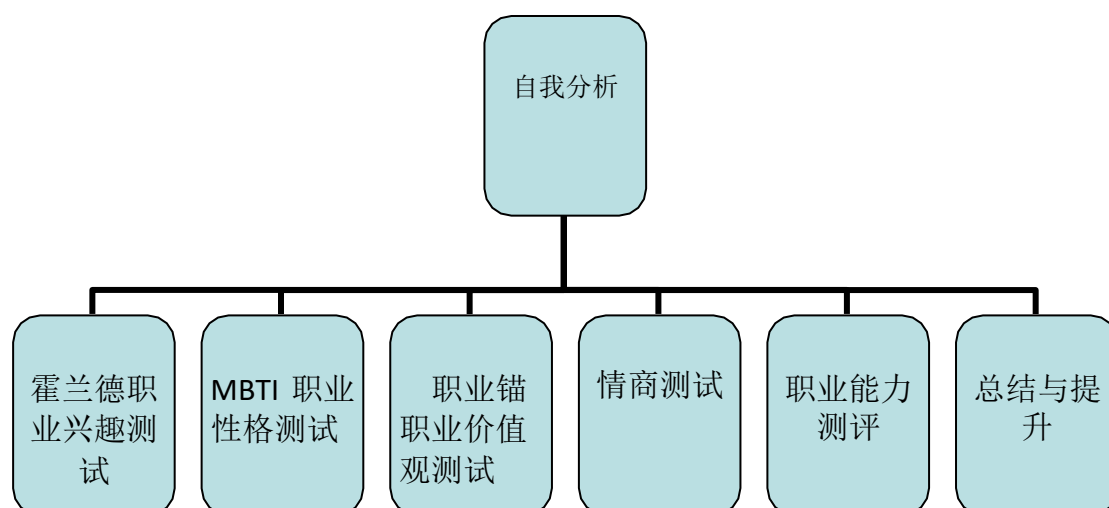 自我分析
霍兰德职
业兴趣测
试
MBTI 职业
性格测试
职业锚
职业价值
观测试
情商测试
职业能力
测评
总结与提
升